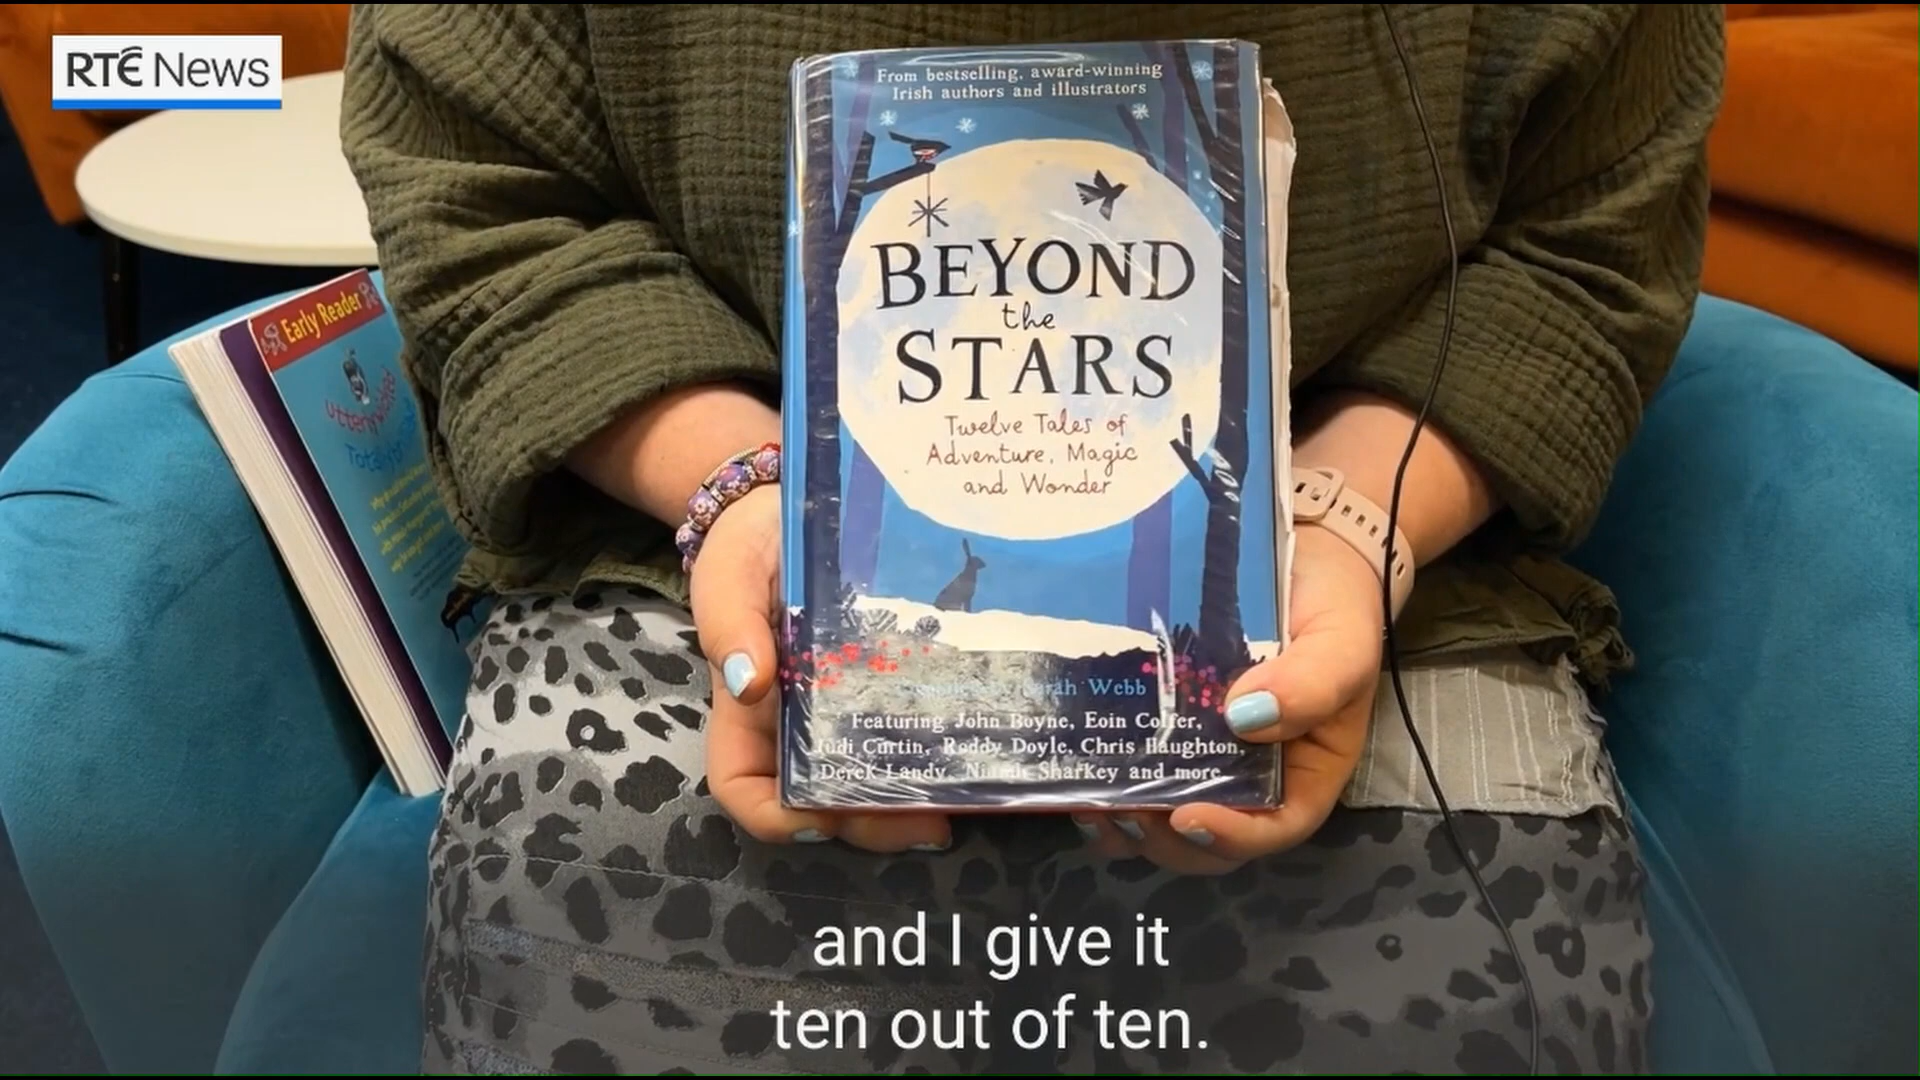 RTÉ News
From bestselling, award-winning
Irish authors and illustrators
BEYOND
the
STARS
Twelve Tales of
Adventure, Magic
and Wonder
Sarah Webb
Featuring John Boyne, Eoin Colfer,
Judi Curtin, Roddy Doyle, Chris Haughton,
Derek Landy, Niamh Sharkey and more
Early Reader
and I give it
ten out of ten.